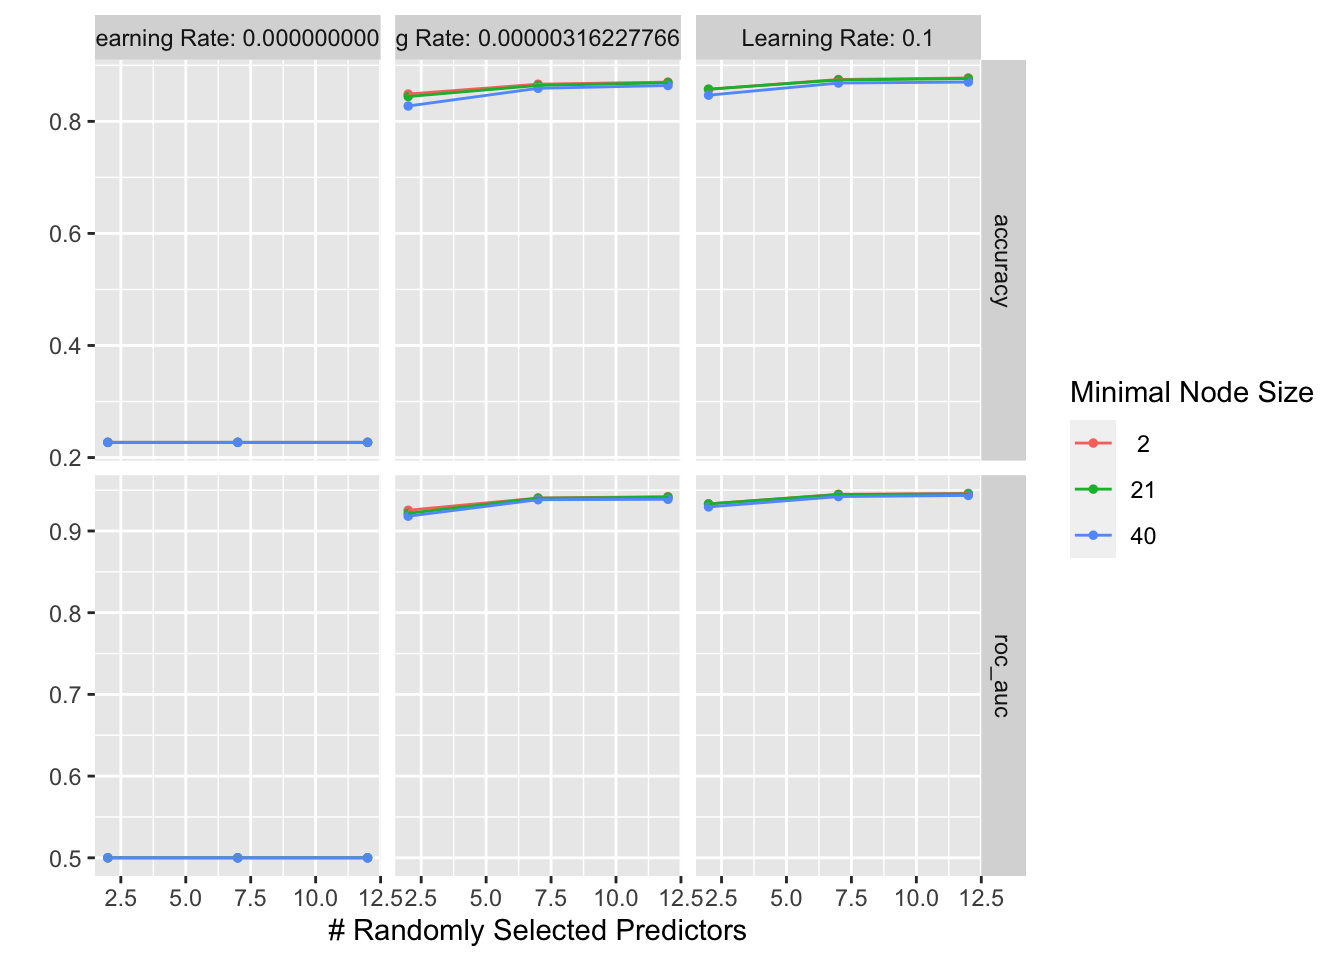 earning Rate: 0.000000000
g Rate: 0.00000316227766
Learning Rate: 0.1
0.8
0.6
0.4
0.2
accuracy
0.9
0.8
0.7
0.6
0.5
roc_auc
2.5 5.0 7.5 10.0 12.5 2.5 5.0 7.5 10.0 12.5 2.5 5.0 7.5 10.0 12.5
# Randomly Selected Predictors
Minimal Node Size
2
21
40